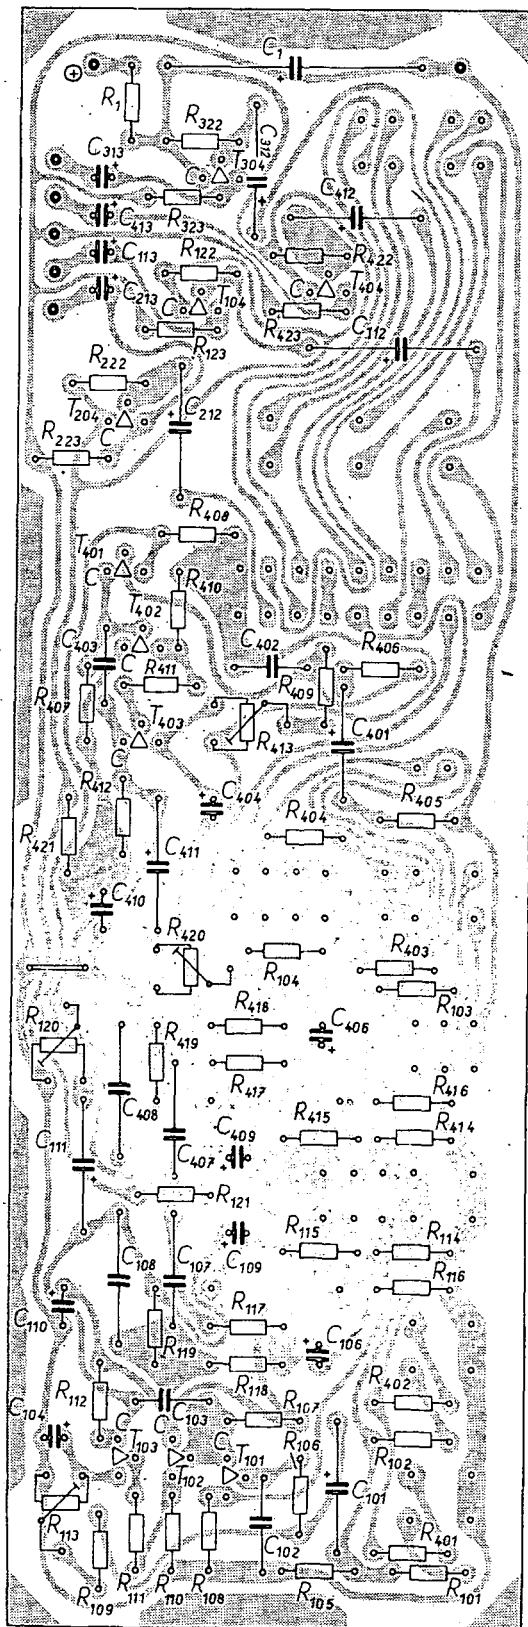 C1
R1
R322
C313
C312
T304
C
C412
C413
R323
C113
R122
R422
C213
C
T104
C
T404
R423
C112
R123
R222
T204
C212
C
R223
R408
T401
C
R410
T402
C403
C
C402
R406
R411
R409
R407
T403
R413
C401
C
R412
C404
R404
R405
R421
C411
C410
R420
R104
R403
R103
R120
R418
C406
R419
R417
R416
C408
R415
R414
C409
C111
C407
R121
C108
C107
C109
R115
R114
R116
C110
R117
C106
R119
R118
R402
R112
C103
R107
C104
C
C
C
T103
T102
T101
R106
R102
C101
R113
C102
R401
R109
R111
R110
R108
R105
R101